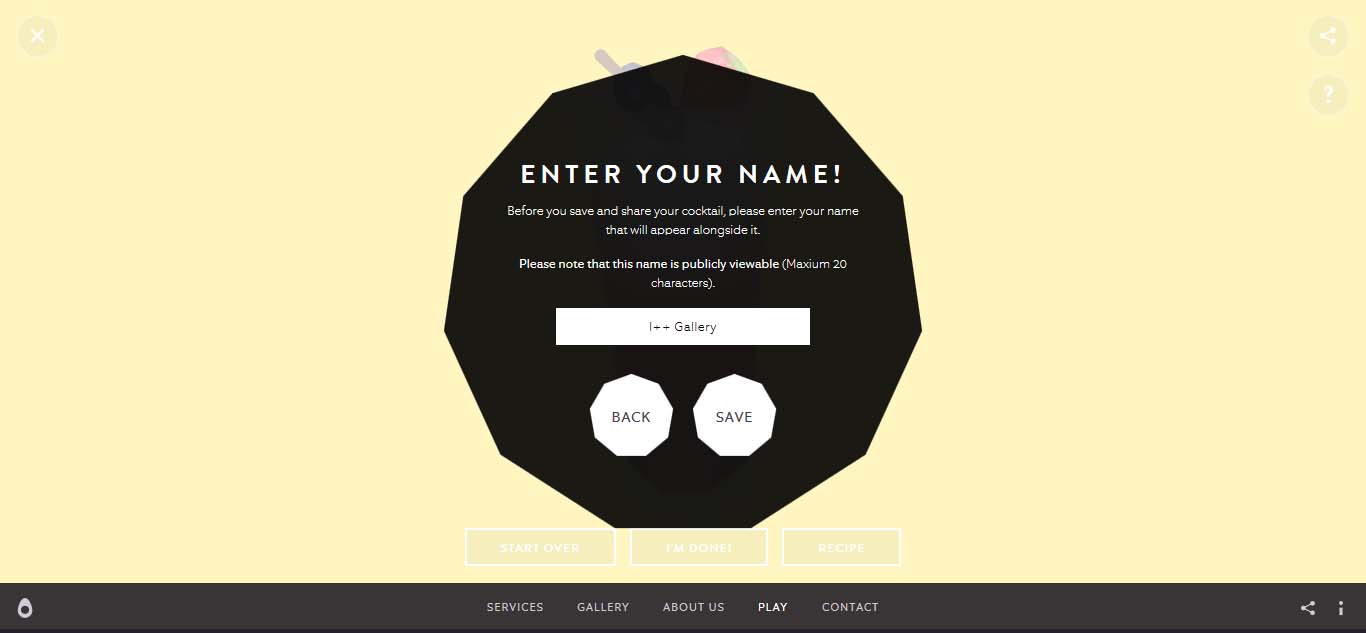 ?
ENTER YOUR NAME!
Before you save and share your cocktail, please enter your name
that will appear alongside it.
Please note that this name is publicly viewable (Maxium 20
characters).
I++ Gallery
BACK
SAVE
START OVER
I'M DONE!
RECIPE
SERVICES
GALLERY
ABOUT US
PLAY
CONTACT